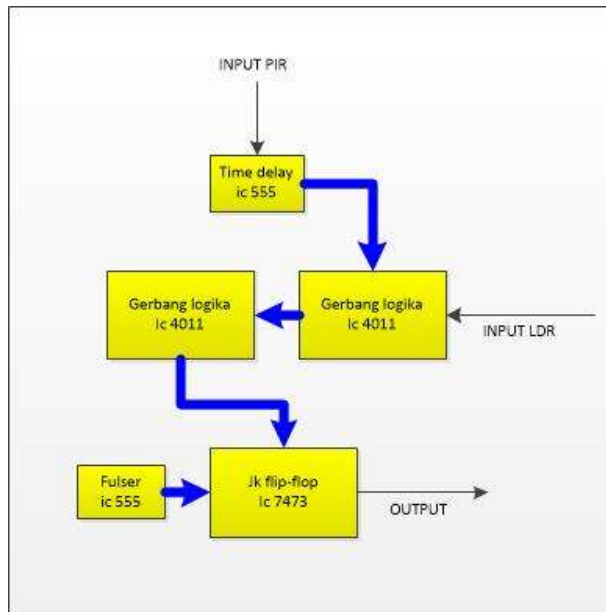 INPUT PIR
Time delay
ic 555
Gerbang logika
Ic 4011
Gerbang logika
Ic 4011
INPUT LDR
Fulser
ic 555
Jk flip-flop
Ic 7473
OUTPUT